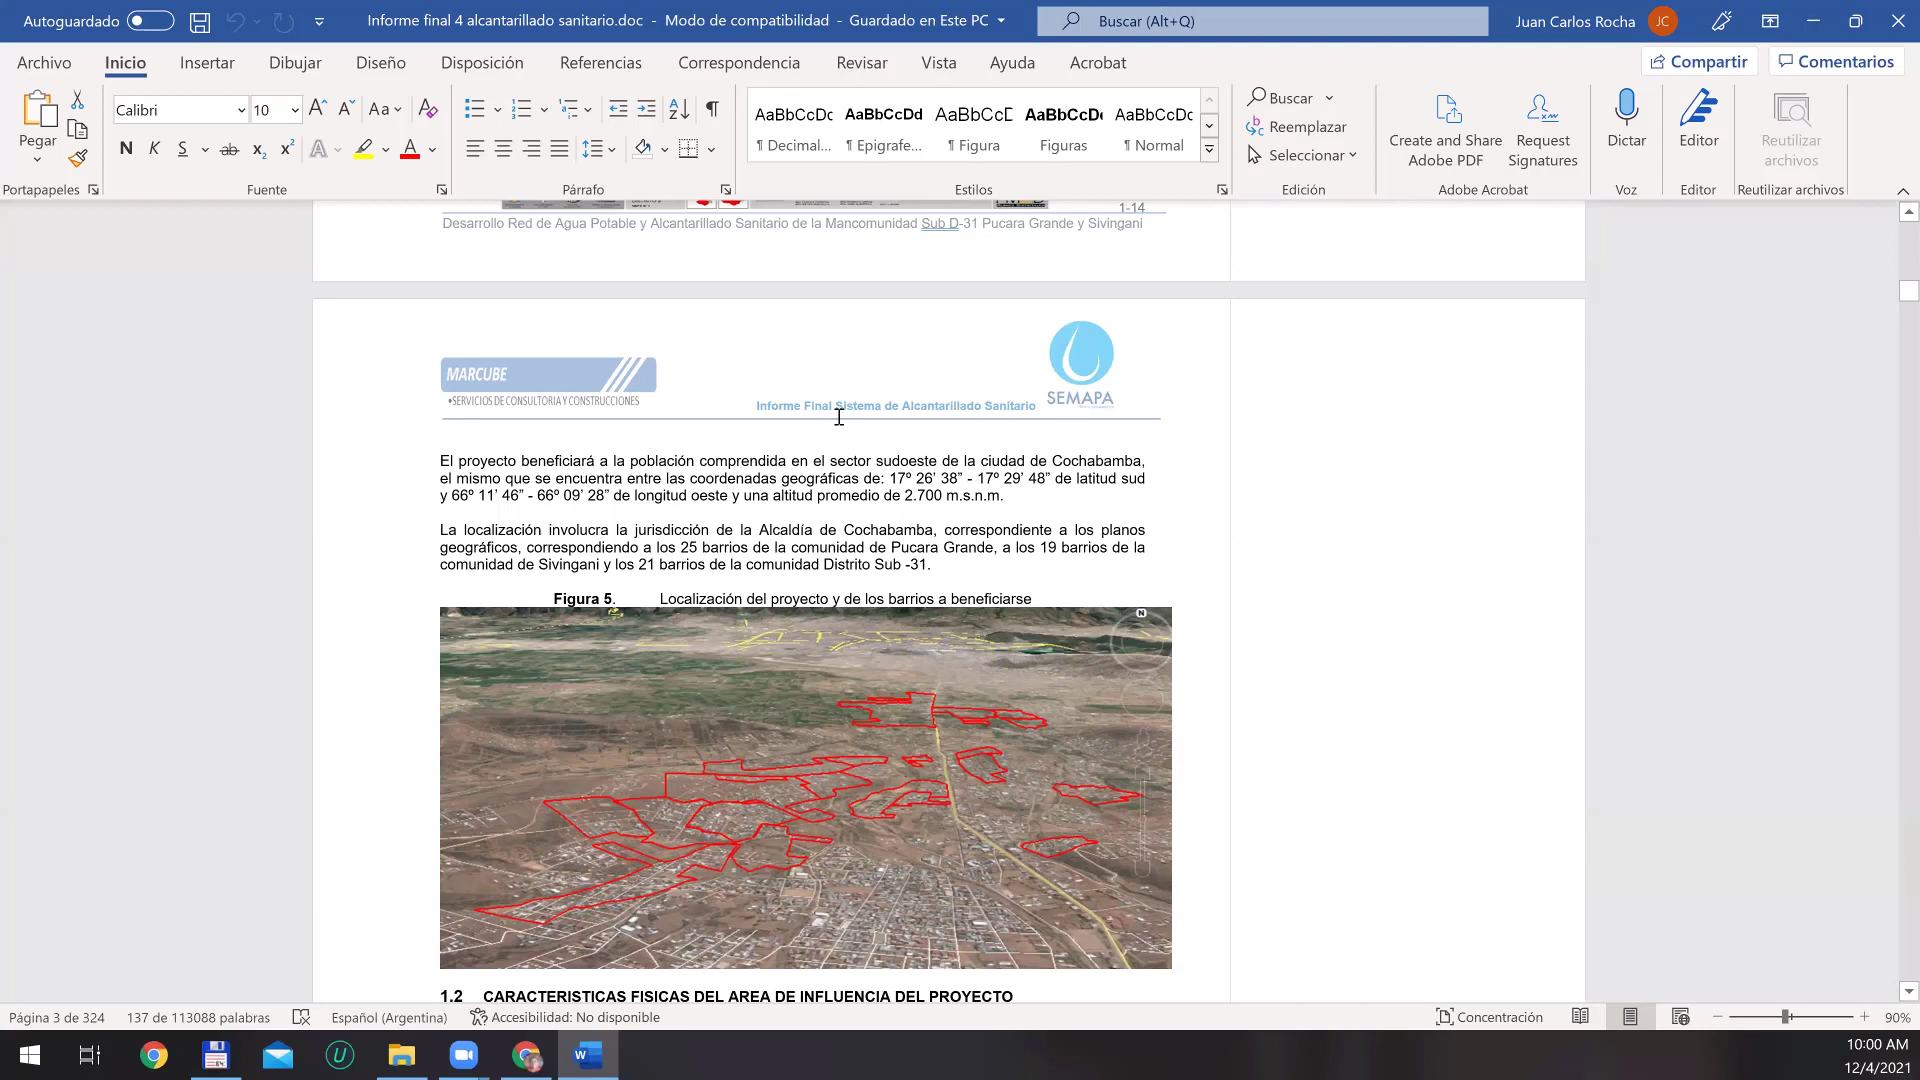 Autoguardado
Informe final 4 alcantarillado sanitario.doc - Modo de compatibilidad - Guardado en Este PC
Buscar (Alt+Q)
Juan Carlos Rocha
JC
Archivo Inicio Insertar Dibujar Diseño Disposición Referencias Correspondencia Revisar Vista Ayuda Acrobat
Compartir
Comentarios
Pegar
Portapapeles
Calibri
10
Aa
N K S ab x₂ x² A A
Fuente
Párrafo
AaBbCcDc AaBbCcDd AaBbCcD AaBbCcDc AaBbCcDc
¶ Decimal... ¶ Epigrafe... ¶ Figura Figuras ¶ Normal
Estilos
Buscar
Reemplazar
Seleccionar
Edición
Create and Share
Adobe PDF
Request
Signatures
Adobe Acrobat
Dictar
Voz
Editor
Editor
Reutilizar
archivos
Reutilizar archivos
1-14
Desarrollo Red de Agua Potable y Alcantarillado Sanitario de la Mancomunidad Sub D-31 Pucara Grande y Sivingani
MARCUBE
•SERVICIOS DE CONSULTORIA Y CONSTRUCCIONES
Informe Final Sistema de Alcantarillado Sanitario
SEMAPA
El proyecto beneficiará a la población comprendida en el sector sudoeste de la ciudad de Cochabamba,
el mismo que se encuentra entre las coordenadas geográficas de: 17º 26’ 38” - 17º 29’ 48” de latitud sud
y 66º 11’ 46” - 66º 09’ 28” de longitud oeste y una altitud promedio de 2.700 m.s.n.m.
La localización involucra la jurisdicción de la Alcaldía de Cochabamba, correspondiente a los planos
geográficos, correspondiendo a los 25 barrios de la comunidad de Pucara Grande, a los 19 barrios de la
comunidad de Sivingani y los 21 barrios de la comunidad Distrito Sub -31.
Figura 5. Localización del proyecto y de los barrios a beneficiarse
N
1.2 CARACTERISTICAS FISICAS DEL AREA DE INFLUENCIA DEL PROYECTO
Página 3 de 324
137 de 113088 palabras
Español (Argentina)
Accesibilidad: No disponible
Concentración
90%
10:00 AM
12/4/2021